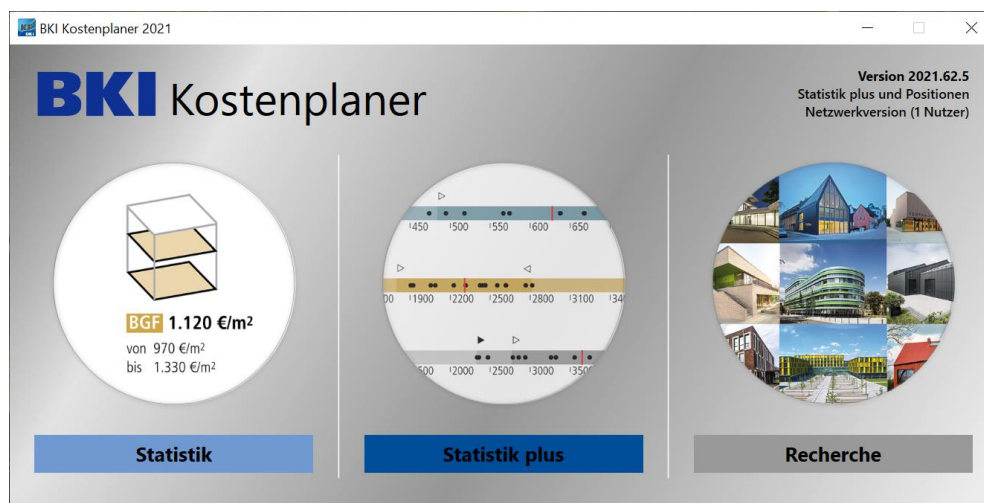 BKI Kostenplaner 2021
BKI Kostenplaner
Version 2021.62.5
Statistik plus und Positionen
Netzwerkversion (1 Nutzer)
BGF 1.120 €/m²
von 970 €/m²
bis 1.330 €/m²
450 500 550 600 650
00 1900 2200 2500 2800 3100 340
500 2000 2500 3000 3500
Statistik
Statistik plus
Recherche